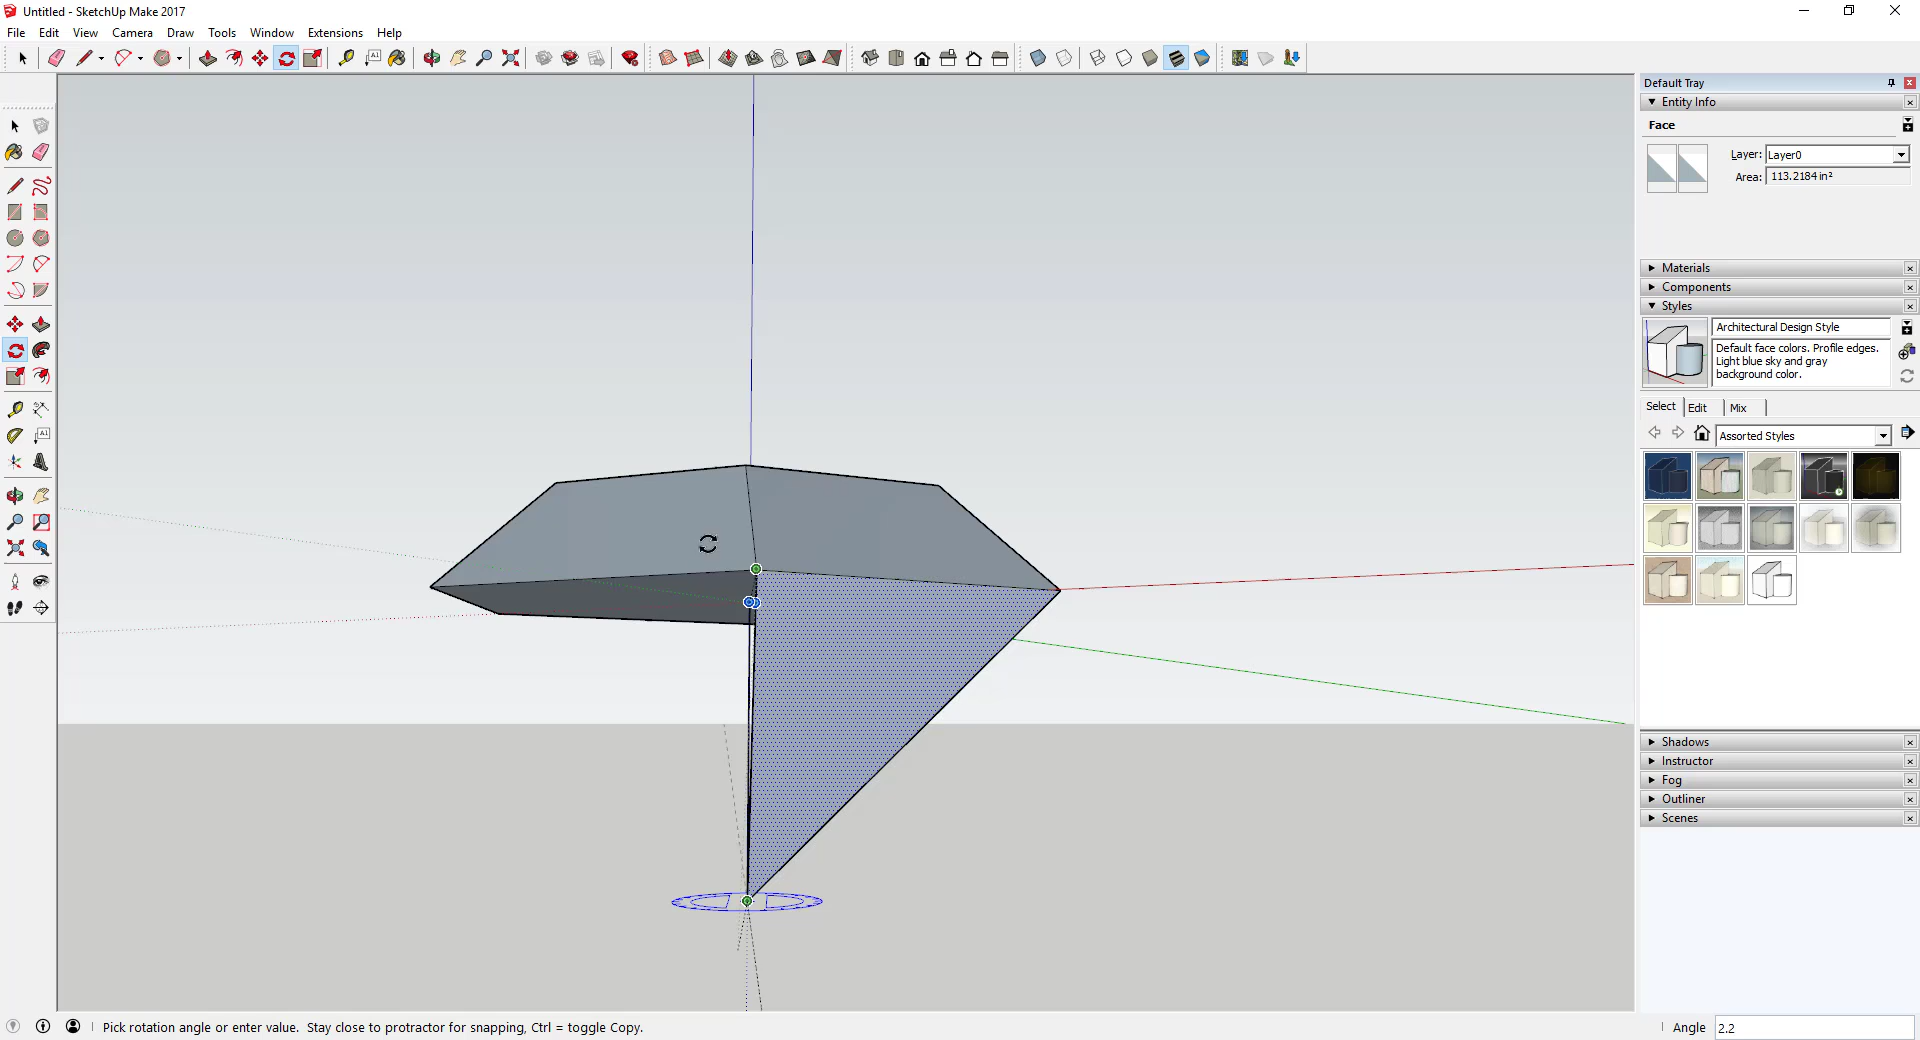 Untitled - SketchUp Make 2017
File Edit View Camera Draw Tools Window Extensions Help
Default Tray
Entity Info
Face
Layer: Layer0
Area: 113.2184 in²
Materials
Components
Styles
Architectural Design Style
Default face colors. Profile edges.
Light blue sky and gray
background color.
Select Edit Mix
Assorted Styles
Shadows
Instructor
Fog
Outliner
Scenes
Pick rotation angle or enter value. Stay close to protractor for snapping, Ctrl = toggle Copy.
Angle 2.2